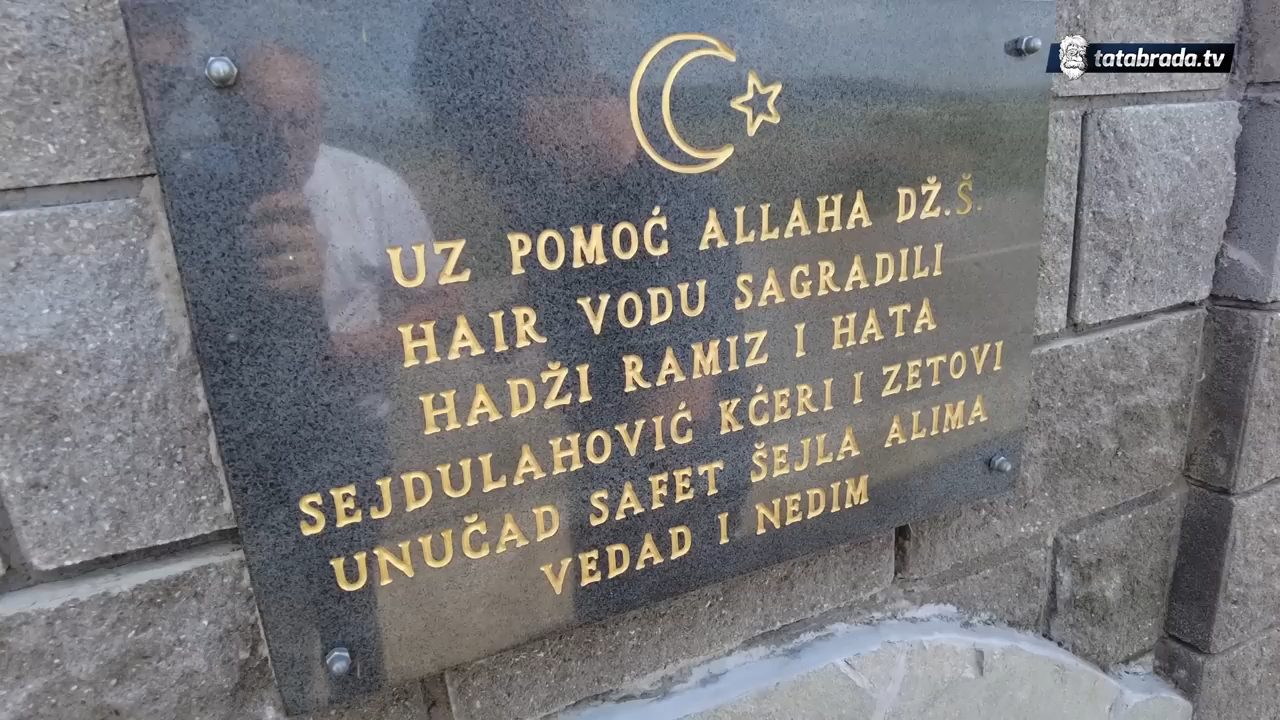 tatabrada.tv
UZ POMOĆ ALLAHA DŽ.Š.
HAIR VODU SAGRADILI
HADŽI RAMIZ I HATA
SEJDULAHOVIĆ KĆERI I ZETOVI
UNUČAD SAFET ŠEJLA ALIMA
VEDAD I NEDIM